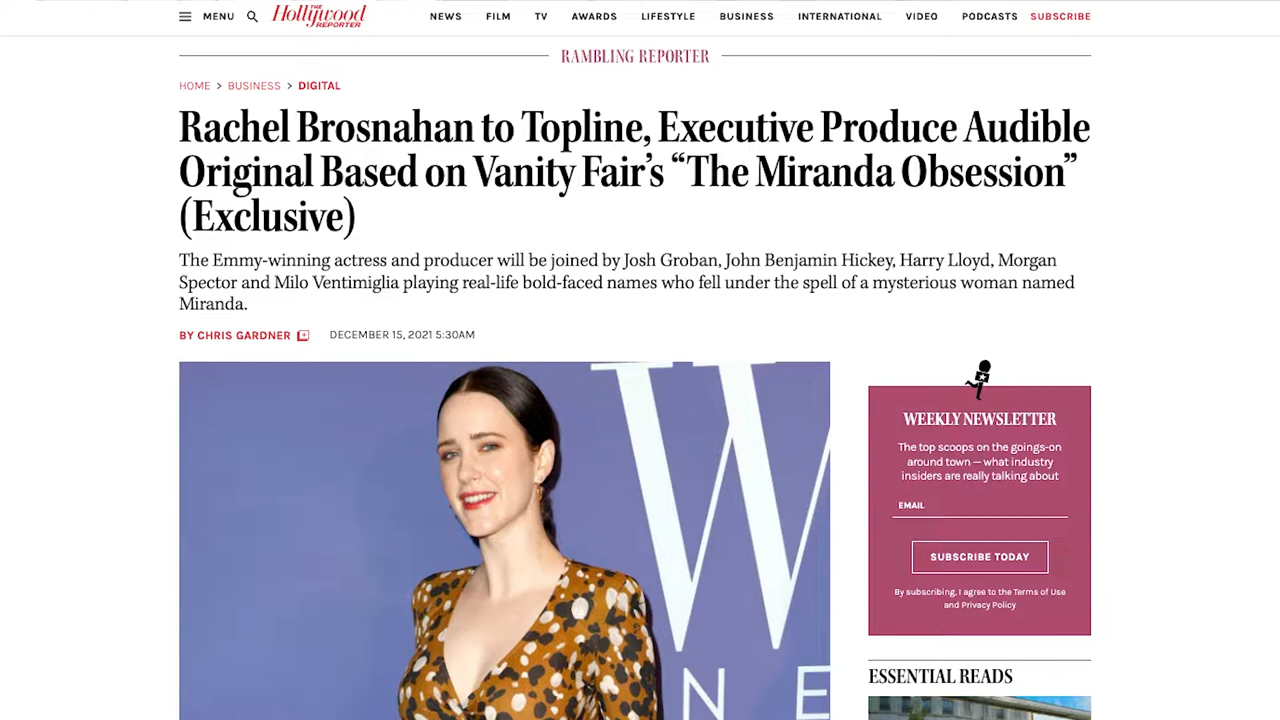 MENU
THE
Hollywood
REPORTER
NEWS FILM TV AWARDS LIFESTYLE BUSINESS INTERNATIONAL VIDEO PODCASTS SUBSCRIBE
RAMBLING REPORTER
HOME > BUSINESS > DIGITAL
Rachel Brosnahan to Topline, Executive Produce Audible
Original Based on Vanity Fair’s “The Miranda Obsession”
(Exclusive)
The Emmy-winning actress and producer will be joined by Josh Groban, John Benjamin Hickey, Harry Lloyd, Morgan
Spector and Milo Ventimiglia playing real-life bold-faced names who fell under the spell of a mysterious woman named
Miranda.
BY CHRIS GARDNER DECEMBER 15, 2021 5:30AM
W
N E
WEEKLY NEWSLETTER
The top scoops on the goings-on
around town — what industry
insiders are really talking about
EMAIL
SUBSCRIBE TODAY
By subscribing, I agree to the Terms of Use
and Privacy Policy
ESSENTIAL READS